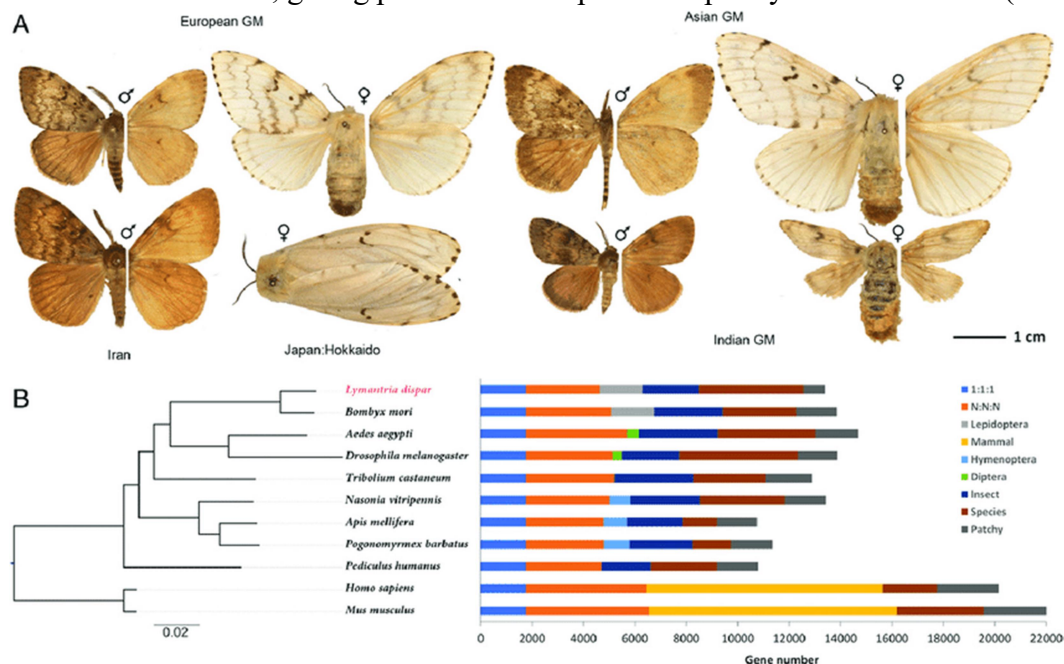 European GM
Asian GM
A
♂
♀
♂
♀
♂
♀
♂
♀
Iran
Japan:Hokkaido
Indian GM
1 cm
B
Lymantria dispar
Bombyx mori
Aedes aegypti
Drosophila melanogaster
Tribolium castaneum
Nasonia vitripennis
Apis mellifera
Pogonomyrmex barbatus
Pediculus humanus
Homo sapiens
Mus musculus
0.02
1:1:1
N:N:N
Lepidoptera
Mammal
Hymenoptera
Diptera
Insect
Species
Patchy
0 2000 4000 6000 8000 10000 12000 14000 16000 18000 20000 22000
Gene number